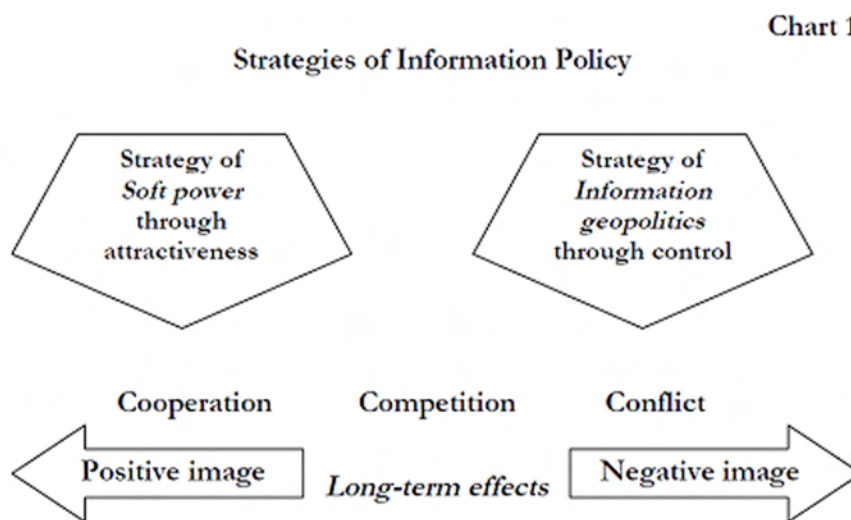 Chart 1
Strategies of Information Policy
Strategy of
Soft power
through
attractiveness
Strategy of
Information
geopolitics
through control
Cooperation Competition Conflict
Positive image Long-term effects Negative image